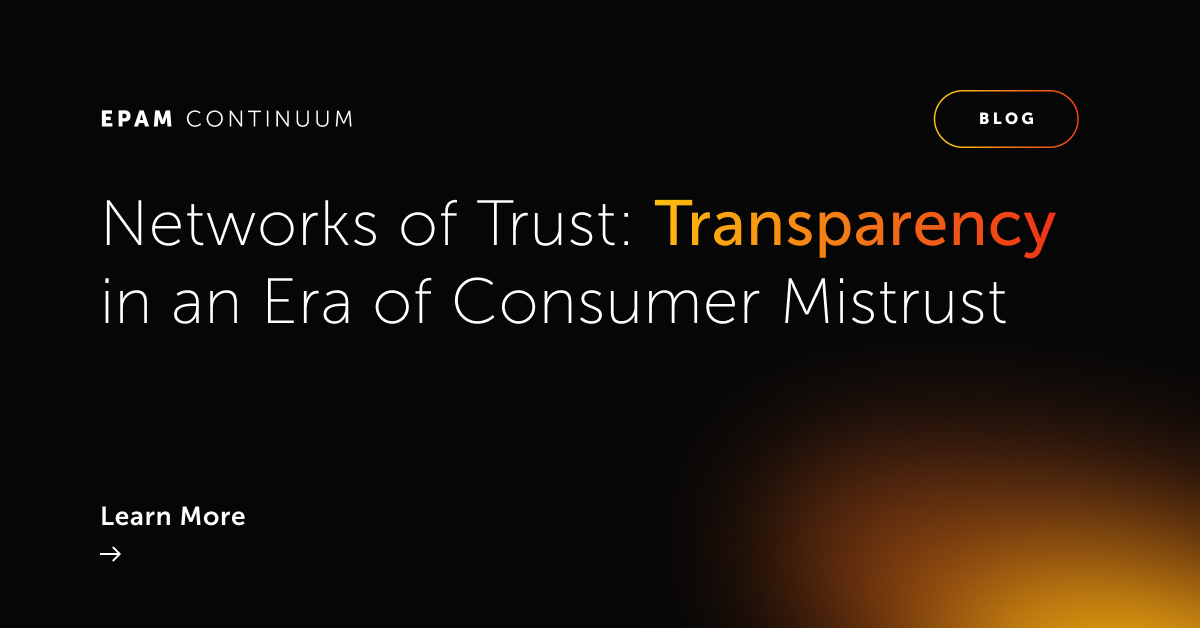 EPAM CONTINUUM
BLOG
Networks of Trust: Transparency
in an Era of Consumer Mistrust
Learn More